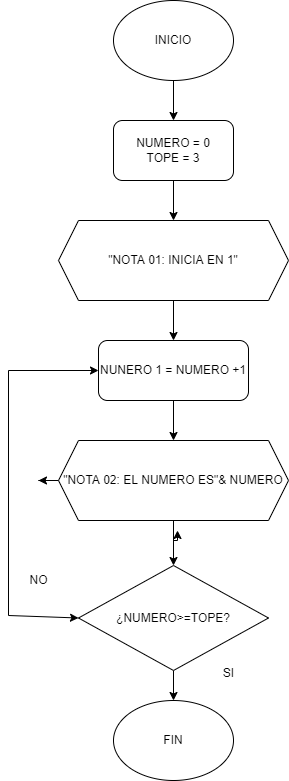 INICIO
NUMERO = 0
TOPE = 3
"NOTA 01: INICIA EN 1"
NUNERO 1 = NUMERO +1
"NOTA 02: EL NUMERO ES"& NUMERO
NO
¿NUMERO>=TOPE?
SI
FIN